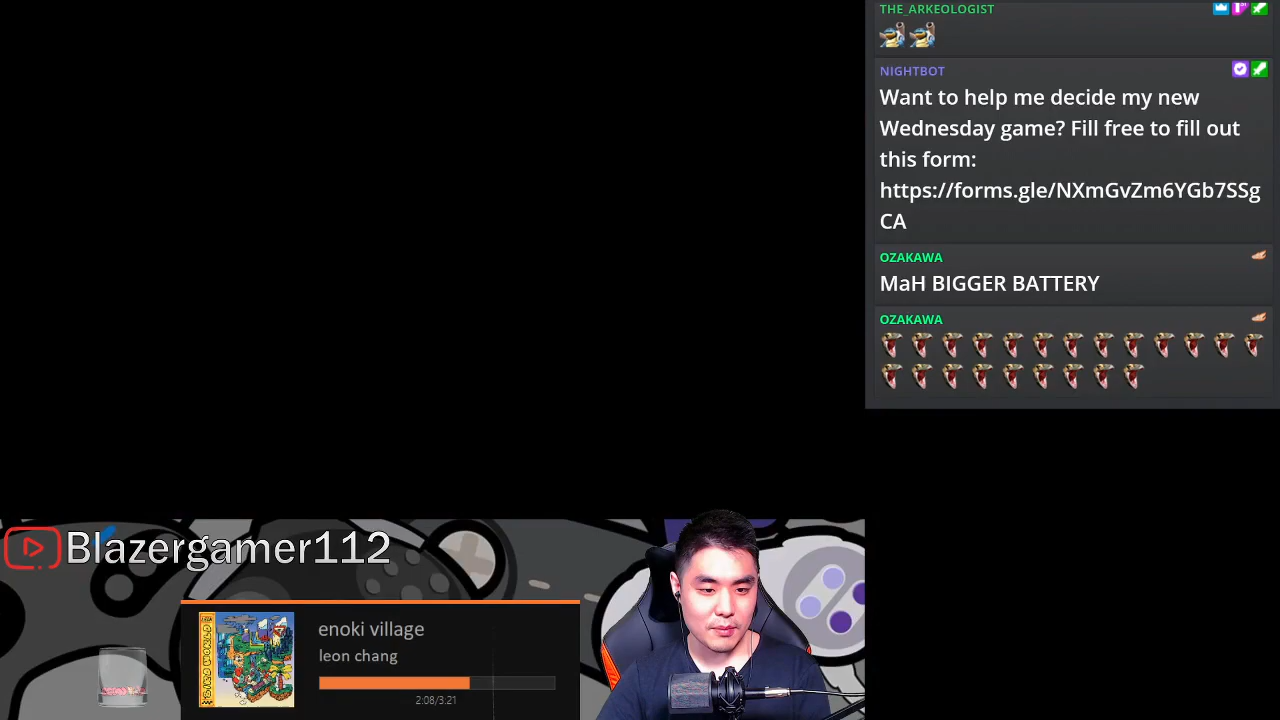 THE_ARKEOLOGIST
NIGHTBOT
Want to help me decide my new
Wednesday game? Fill free to fill out
this form:
https://forms.gle/NXmGvZm6YGb7SSg
CA
OZAKAWA
MaH BIGGER BATTERY
OZAKAWA
Blazergamer112
enoki village
leon chang
2:08/3:21